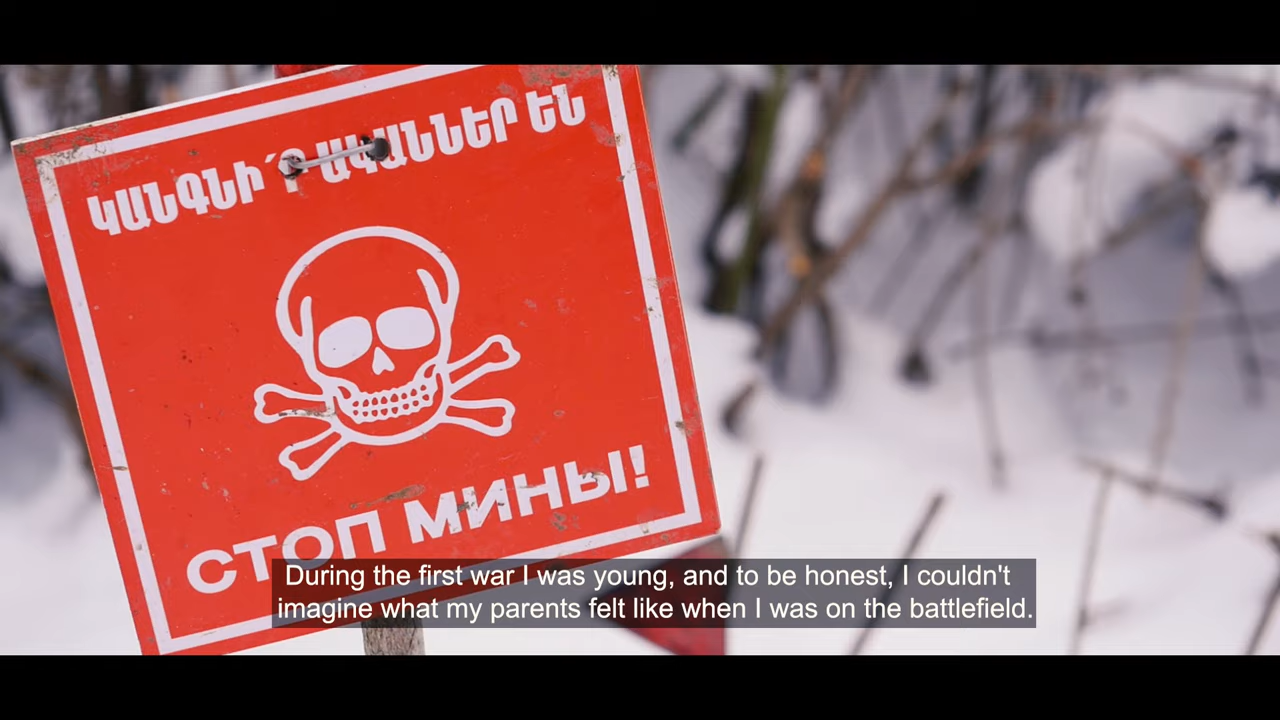 ԿԱՆԳՆԻ՛Ր ԱԿԱՆՆԵՐ ԵՆ
СТОП МИНЫ!
During the first war I was young, and to be honest, I couldn't
imagine what my parents felt like when I was on the battlefield.